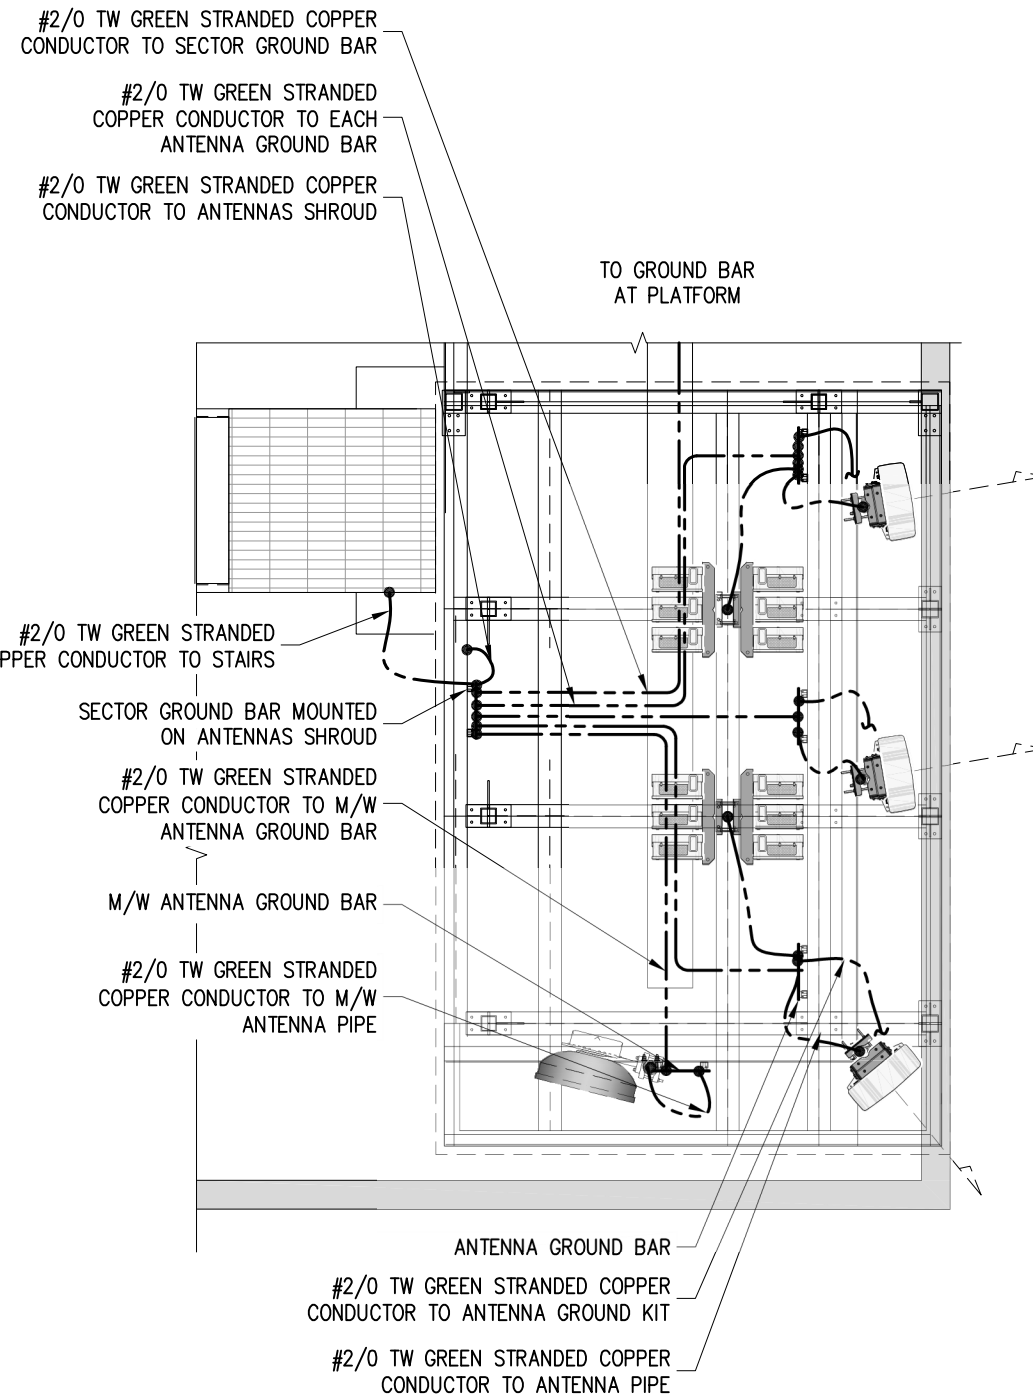 #2/0 TW GREEN STRANDED COPPER
CONDUCTOR TO SECTOR GROUND BAR
#2/0 TW GREEN STRANDED
COPPER CONDUCTOR TO EACH
ANTENNA GROUND BAR
#2/0 TW GREEN STRANDED COPPER
CONDUCTOR TO ANTENNAS SHROUD
TO GROUND BAR
AT PLATFORM
#2/0 TW GREEN STRANDED
PPER CONDUCTOR TO STAIRS
SECTOR GROUND BAR MOUNTED
ON ANTENNAS SHROUD
#2/0 TW GREEN STRANDED
COPPER CONDUCTOR TO M/W
ANTENNA GROUND BAR
M/W ANTENNA GROUND BAR
#2/0 TW GREEN STRANDED
COPPER CONDUCTOR TO M/W
ANTENNA PIPE
ANTENNA GROUND BAR
#2/0 TW GREEN STRANDED COPPER
CONDUCTOR TO ANTENNA GROUND KIT
#2/0 TW GREEN STRANDED COPPER
CONDUCTOR TO ANTENNA PIPE